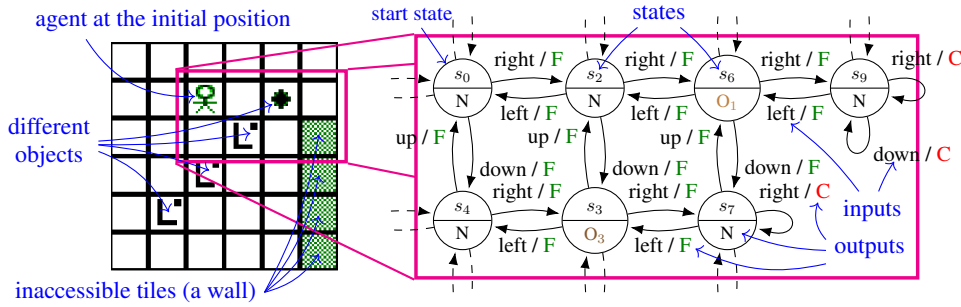 agent at the initial position
start state
states
different
objects
inaccessible tiles (a wall)
right / F
right / F
right / F
right / C
s0
s2
s6
s9
N
N
O1
N
left / F
left / F
left / F
up / F
up / F
up / F
down / C
down / F
down / F
down / F
right / F
right / F
right / C
s4
s3
s7
N
O3
N
left / F
left / F
inputs
outputs